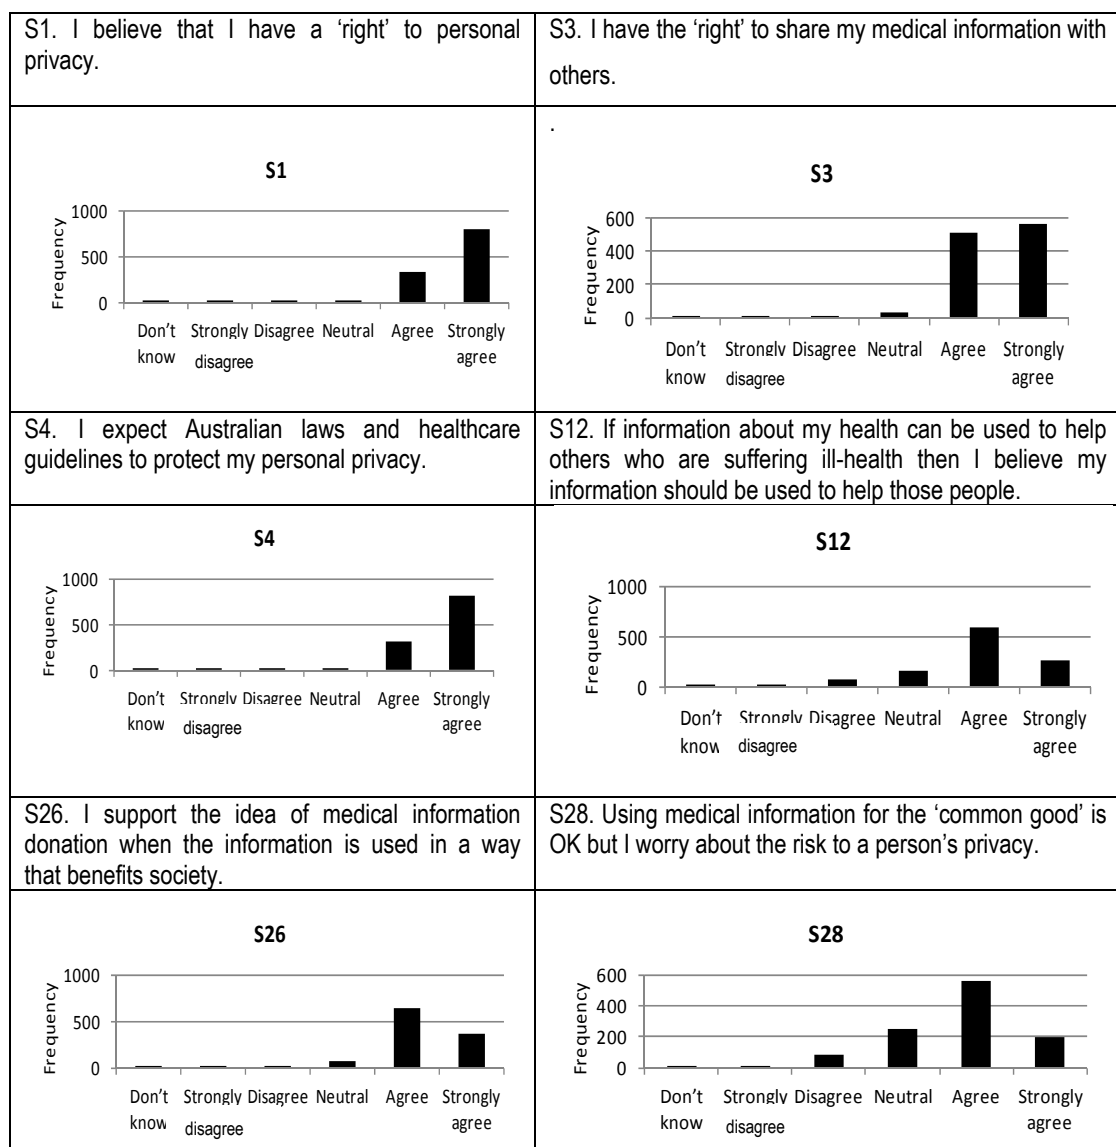 S1. I believe that I have a ‘right’ to personal
privacy.
S3. I have the ‘right’ to share my medical information with
others.
.
S1
Frequency
1000
500
0
Don’t know
Strongly disagree
Disagree
Neutral
Agree
Strongly agree
S3
Frequency
600
400
200
0
Don’t know
Strongly disagree
Disagree
Neutral
Agree
Strongly agree
S4. I expect Australian laws and healthcare
guidelines to protect my personal privacy.
S12. If information about my health can be used to help
others who are suffering ill-health then I believe my
information should be used to help those people.
S4
Frequency
1000
500
0
Don’t know
Strongly disagree
Disagree
Neutral
Agree
Strongly agree
S12
Frequency
1000
500
0
Don’t know
Strongly disagree
Disagree
Neutral
Agree
Strongly agree
S26. I support the idea of medical information
donation when the information is used in a way
that benefits society.
S28. Using medical information for the ‘common good’ is
OK but I worry about the risk to a person’s privacy.
S26
Frequency
1000
500
0
Don’t know
Strongly disagree
Disagree
Neutral
Agree
Strongly agree
S28
Frequency
600
400
200
0
Don’t know
Strongly disagree
Disagree
Neutral
Agree
Strongly agree